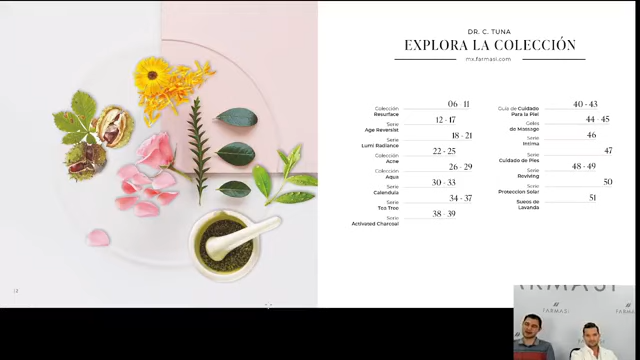 DR. C. TUNA
EXPLORA LA COLECCIÓN
mx.farmasi.com
Colección
Resurface
06 - 11
Serie
Age Reversist
12 - 17
Serie
Lumi Radiance
18 - 21
Colección
Acne
22 - 25
Colección
Aqua
26 - 29
Serie
Calendula
30 - 33
Serie
Tea Tree
34 - 37
Serie
Activated Charcoal
38 - 39
Guía de Cuidado
Para la Piel
40 - 43
Geles
de Massage
44 - 45
Serie
Intima
46
Serie
Cuidado de Pies
47
Serie
Reviving
48 - 49
Serie
Proteccion Solar
50
Sueos de
Lavanda
51
FARMASI
FARMASI
FARMASI